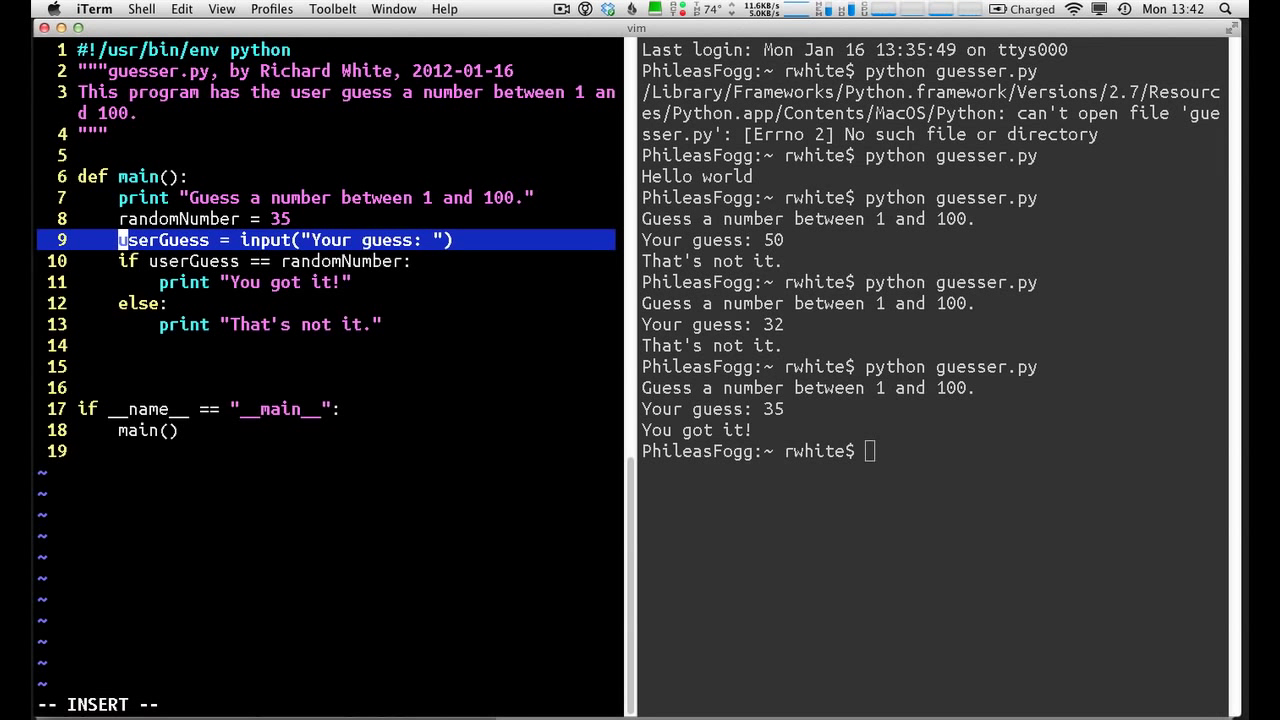 iTerm Shell Edit View Profiles Toolbelt Window Help 74° 11.6KB/s 5.0KB/s Charged Mon 13:42
vim
1 #!/usr/bin/env python
2 """guesser.py, by Richard White, 2012-01-16
3 This program has the user guess a number between 1 an
d 100.
4 """
5
6 def main():
7 print "Guess a number between 1 and 100."
8 randomNumber = 35
9 userGuess = input("Your guess: ")
10 if userGuess == randomNumber:
11 print "You got it!"
12 else:
13 print "That's not it."
14
15
16
17 if __name__ == "__main__":
18 main()
19
~
~
~
~
~
~
~
~
~
~
~
-- INSERT --
Last login: Mon Jan 16 13:35:49 on ttys000
PhileasFogg:~ rwhite$ python guesser.py
/Library/Frameworks/Python.framework/Versions/2.7/Resourc
es/Python.app/Contents/MacOS/Python: can't open file 'gue
sser.py': [Errno 2] No such file or directory
PhileasFogg:~ rwhite$ python guesser.py
Hello world
PhileasFogg:~ rwhite$ python guesser.py
Guess a number between 1 and 100.
Your guess: 50
That's not it.
PhileasFogg:~ rwhite$ python guesser.py
Guess a number between 1 and 100.
Your guess: 32
That's not it.
PhileasFogg:~ rwhite$ python guesser.py
Guess a number between 1 and 100.
Your guess: 35
You got it!
PhileasFogg:~ rwhite$